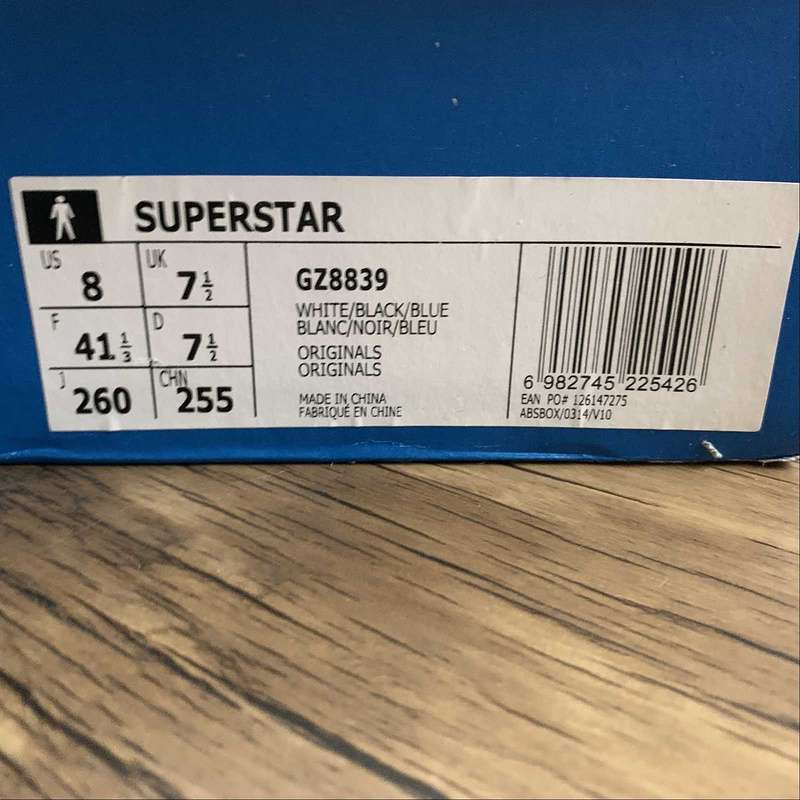 SUPERSTAR
US 8 UK 7 1/2
F 41 1/3 D 7 1/2
J 260 CHN 255
GZ8839
WHITE/BLACK/BLUE
BLANC/NOIR/BLEU
ORIGINALS
ORIGINALS
MADE IN CHINA
FABRIQUÉ EN CHINE
6 982745 225426
EAN PO# 126147275
ABSBOX/0314/V10